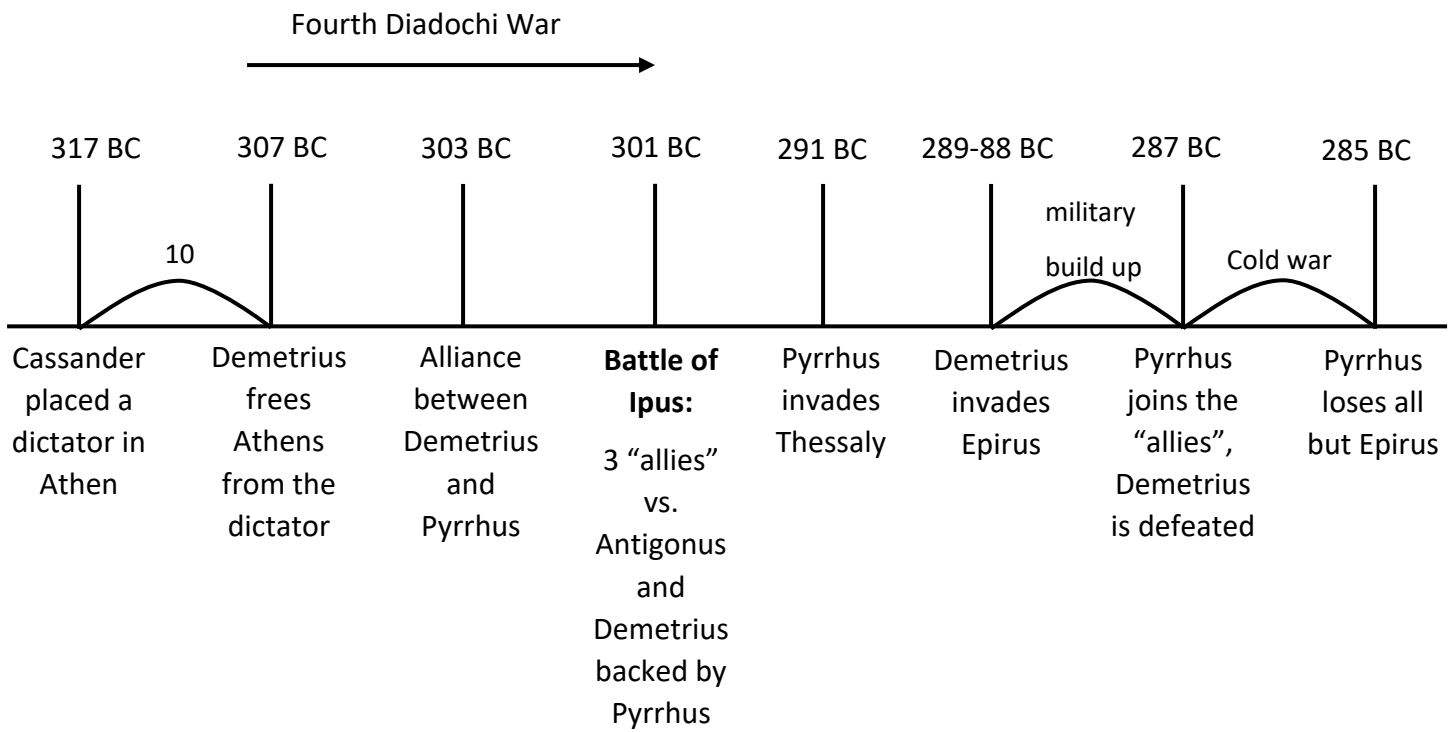 Fourth Diadochi War
317 BC
307 BC
303 BC
301 BC
291 BC
289-88 BC
287 BC
285 BC
10
military
build up
Cold war
Cassander
placed a
dictator in
Athen
Demetrius
frees
Athens
from the
dictator
Alliance
between
Demetrius
and
Pyrrhus
Battle of
Ipus:
3 “allies”
vs.
Antigonus
and
Demetrius
backed by
Pyrrhus
Pyrrhus
invades
Thessaly
Demetrius
invades
Epirus
Pyrrhus
joins the
“allies”,
Demetrius
is defeated
Pyrrhus
loses all
but Epirus